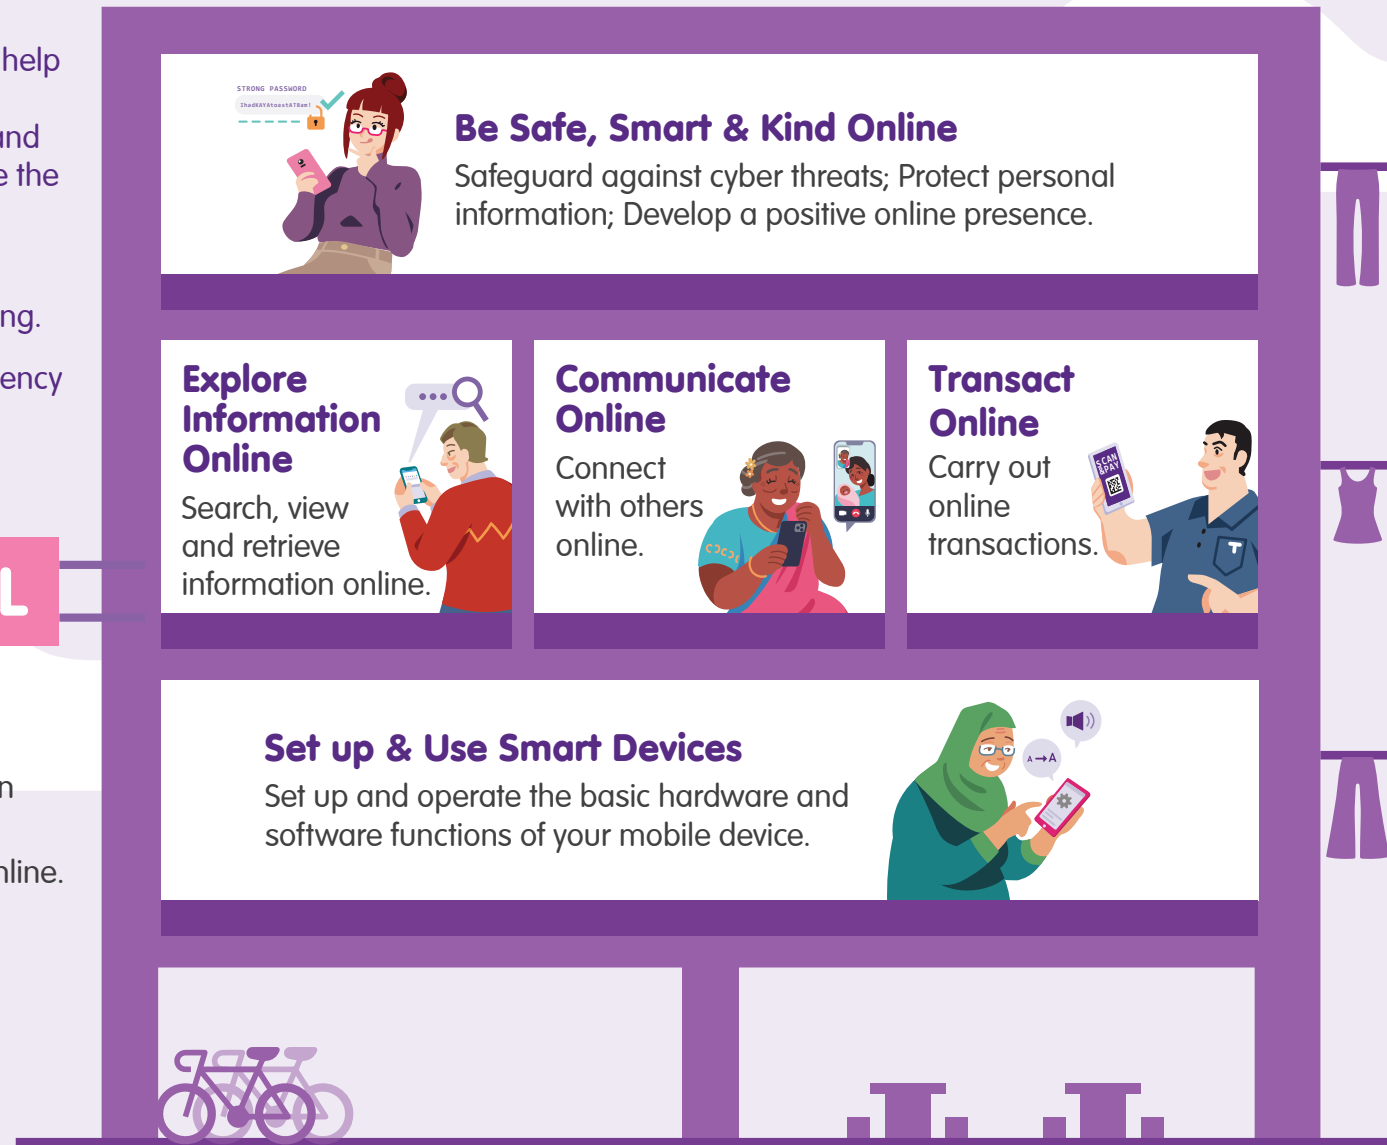 help
and
the
ng.
ency
L
n
nline.
STRONG PASSWORD
IhadKAYAtoastAT8am!
Be Safe, Smart & Kind Online
Safeguard against cyber threats; Protect personal
information; Develop a positive online presence.
Explore
Information
Online
Search, view
and retrieve
information online.
Communicate
Online
Connect
with others
online.
Transact
Online
Carry out
online
transactions.
SCAN
&PAY
T
Set up & Use Smart Devices
Set up and operate the basic hardware and
software functions of your mobile device.
A→A